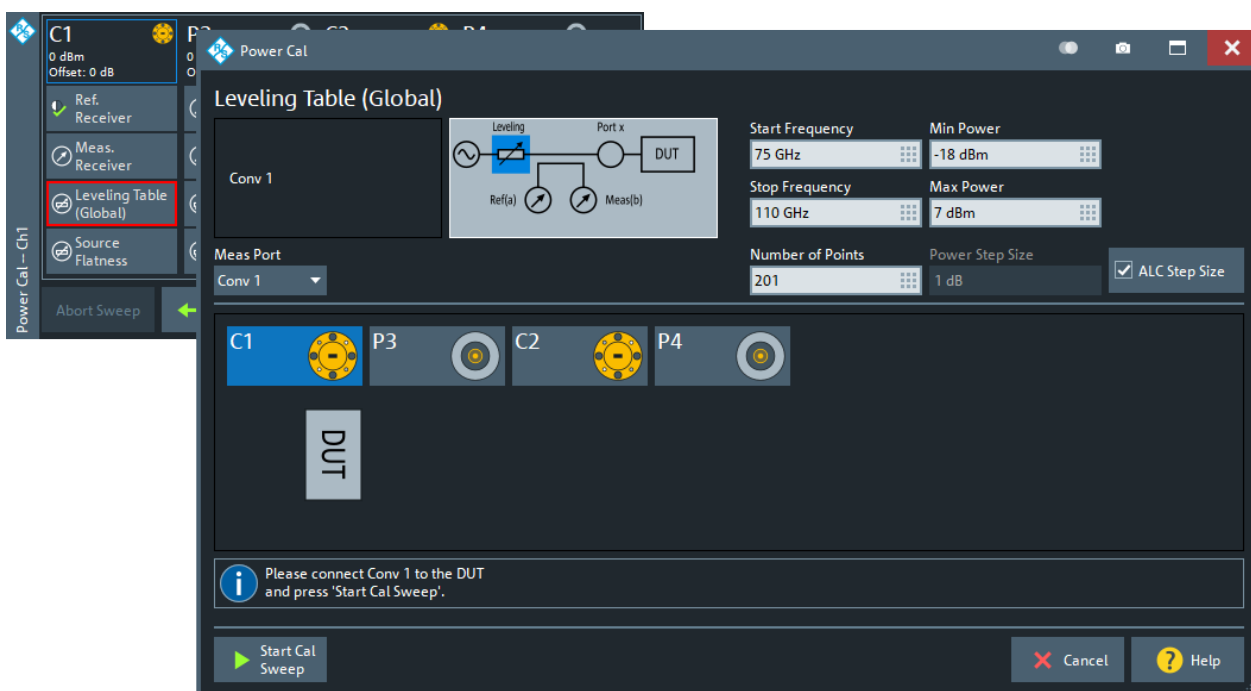 C1
0 dBm
Offset: 0 dB
Ref.
Receiver
Meas.
Receiver
Leveling Table
(Global)
Source
Flatness
Abort Sweep
Power Cal – Ch1
Power Cal
Leveling Table (Global)
Conv 1
Leveling
Port x
DUT
Ref(a)
Meas(b)
Start Frequency
Min Power
75 GHz
-18 dBm
Stop Frequency
Max Power
110 GHz
7 dBm
Meas Port
Number of Points
Power Step Size
Conv 1
201
1 dB
ALC Step Size
C1
P3
C2
P4
DUT
Please connect Conv 1 to the DUT
and press 'Start Cal Sweep'.
Start Cal
Sweep
Cancel
Help